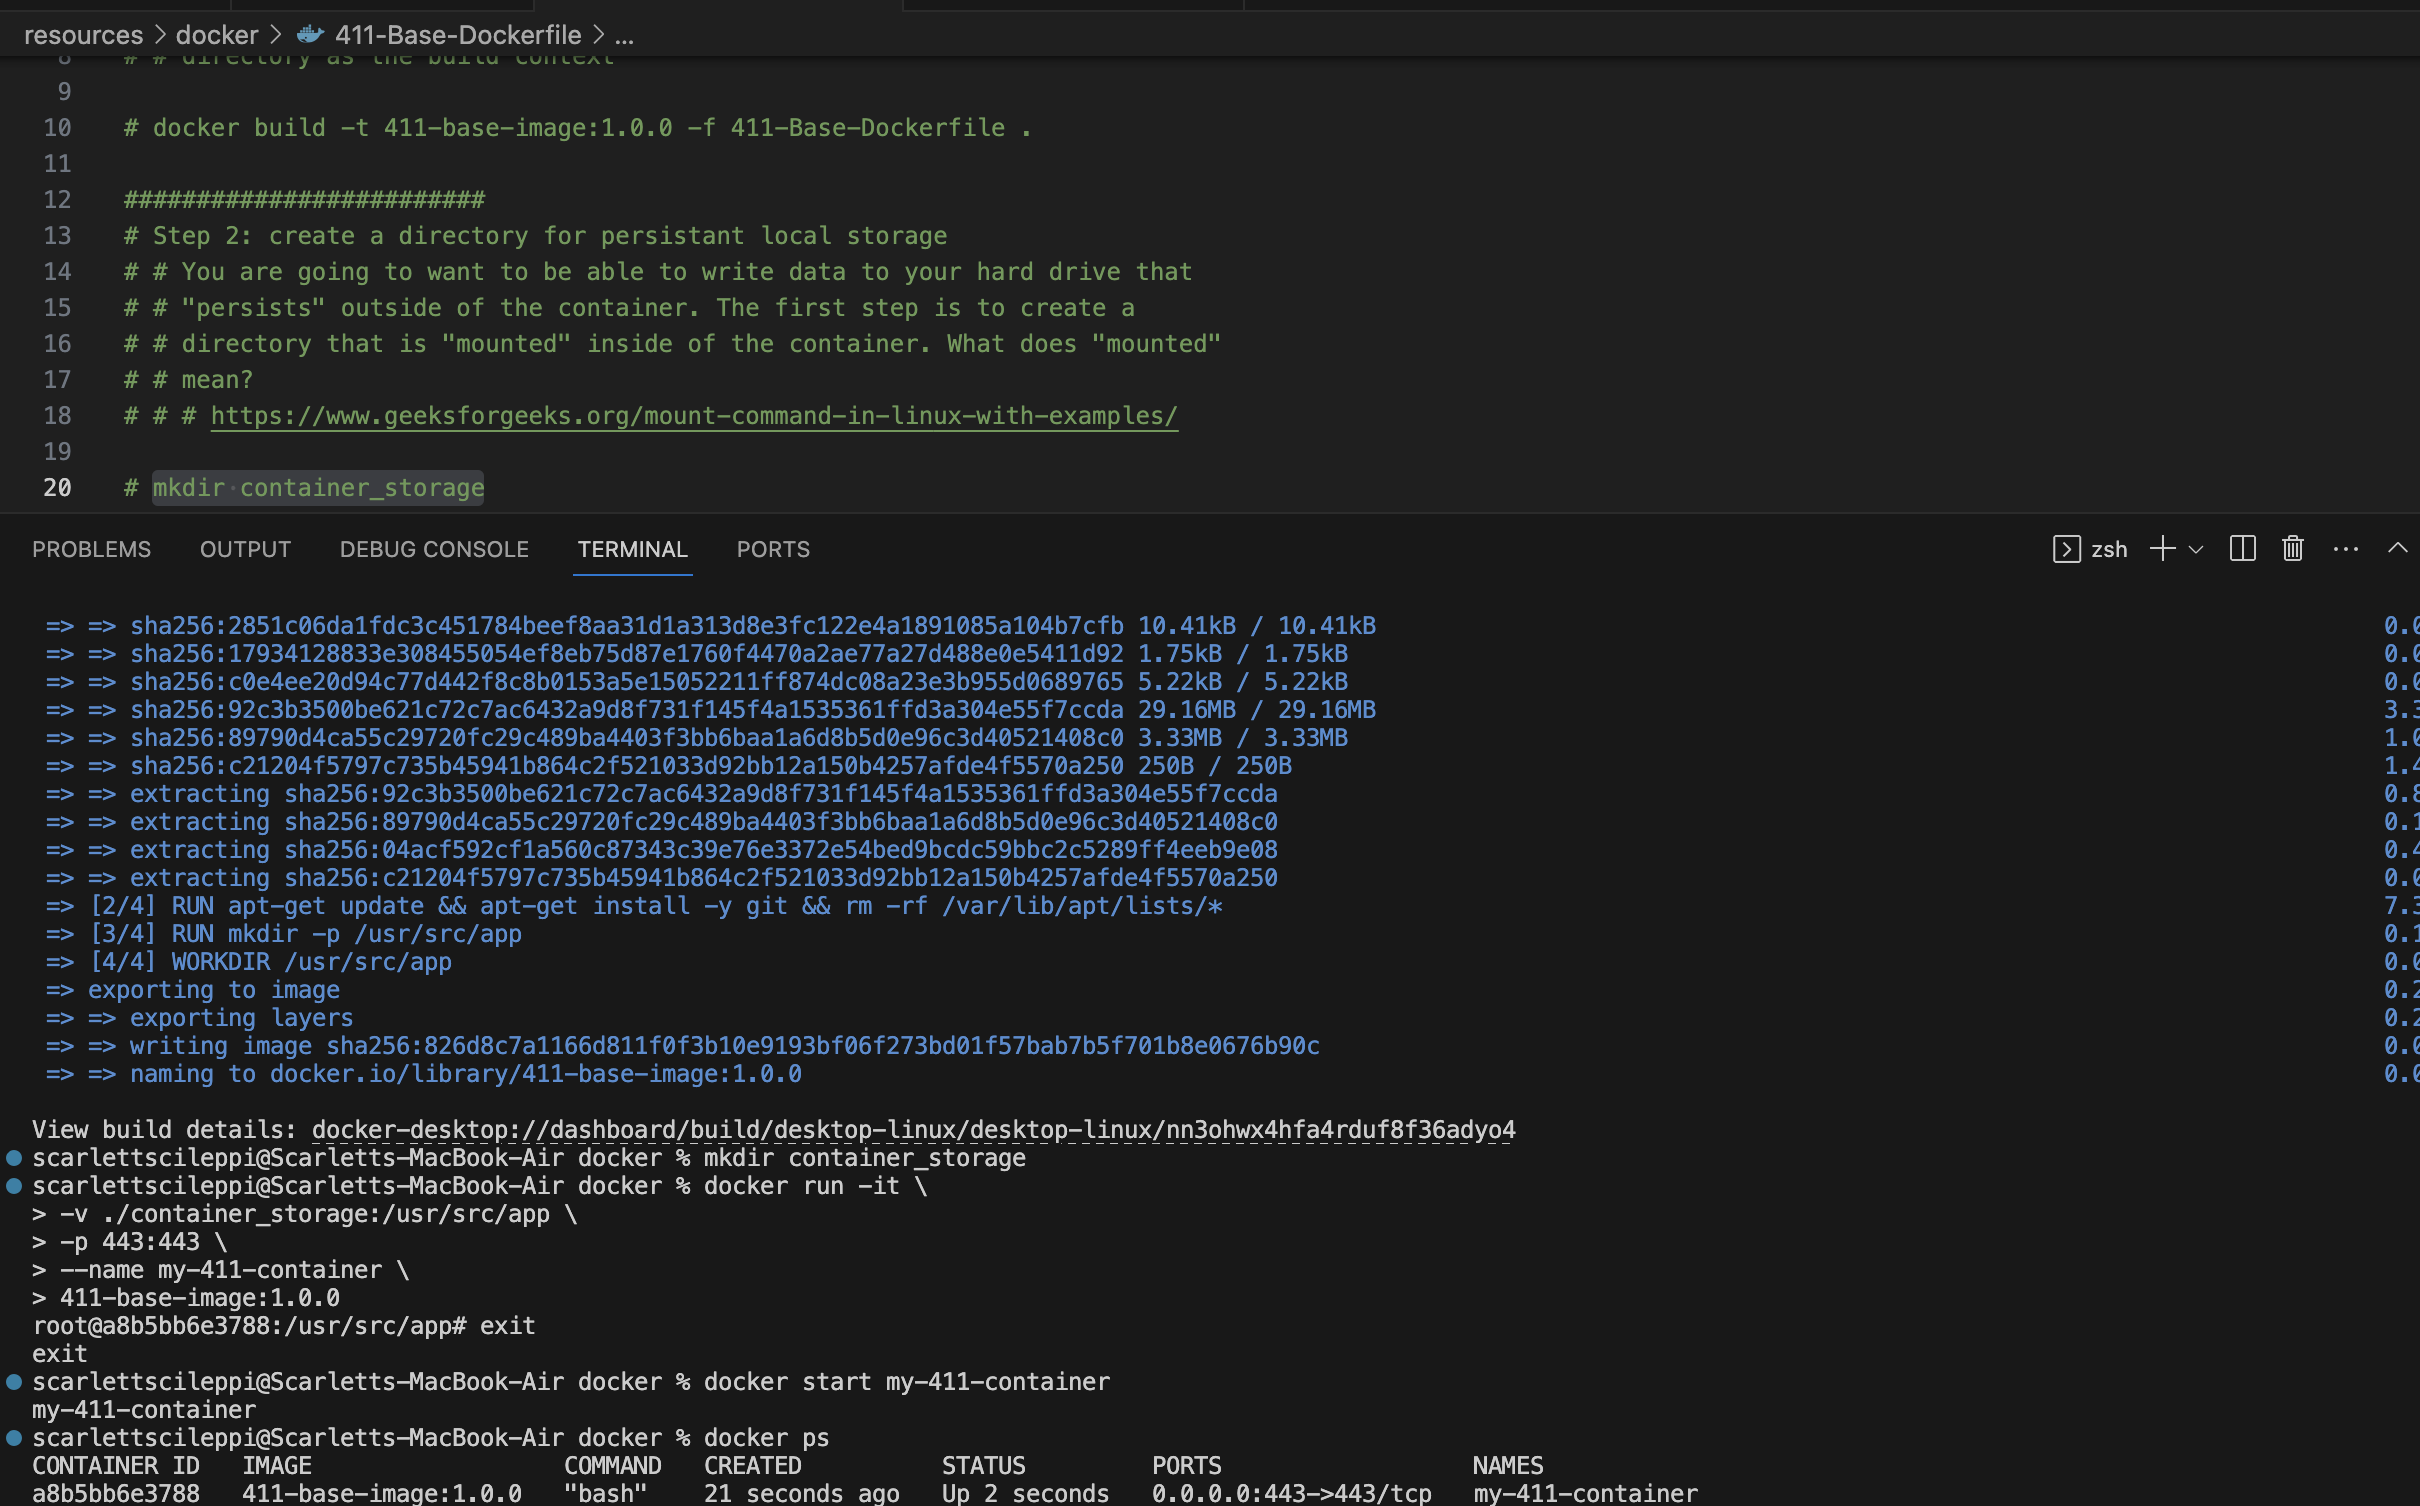 resources > docker > 411-Base-Dockerfile > ...
8 # # directory as the build context
9
10 # docker build -t 411-base-image:1.0.0 -f 411-Base-Dockerfile .
11
12 #########################
13 # Step 2: create a directory for persistant local storage
14 # # You are going to want to be able to write data to your hard drive that
15 # # "persists" outside of the container. The first step is to create a
16 # # directory that is "mounted" inside of the container. What does "mounted"
17 # # mean?
18 # # # https://www.geeksforgeeks.org/mount-command-in-linux-with-examples/
19
20 # mkdir container_storage
PROBLEMS OUTPUT DEBUG CONSOLE TERMINAL PORTS zsh
=> => sha256:2851c06da1fdc3c451784beef8aa31d1a313d8e3fc122e4a1891085a104b7cfb 10.41kB / 10.41kB 0.0
=> => sha256:17934128833e308455054ef8eb75d87e1760f4470a2ae77a27d488e0e5411d92 1.75kB / 1.75kB 0.0
=> => sha256:c0e4ee20d94c77d442f8c8b0153a5e15052211ff874dc08a23e3b955d0689765 5.22kB / 5.22kB 0.0
=> => sha256:92c3b3500be621c72c7ac6432a9d8f731f145f4a1535361ffd3a304e55f7ccda 29.16MB / 29.16MB 3.3
=> => sha256:89790d4ca55c29720fc29c489ba4403f3bb6baa1a6d8b5d0e96c3d40521408c0 3.33MB / 3.33MB 1.0
=> => sha256:c21204f5797c735b45941b864c2f521033d92bb12a150b4257afde4f5570a250 250B / 250B 1.4
=> => extracting sha256:92c3b3500be621c72c7ac6432a9d8f731f145f4a1535361ffd3a304e55f7ccda 0.8
=> => extracting sha256:89790d4ca55c29720fc29c489ba4403f3bb6baa1a6d8b5d0e96c3d40521408c0 0.1
=> => extracting sha256:04acf592cf1a560c87343c39e76e3372e54bed9bcdc59bbc2c5289ff4eeb9e08 0.4
=> => extracting sha256:c21204f5797c735b45941b864c2f521033d92bb12a150b4257afde4f5570a250 0.0
=> [2/4] RUN apt-get update && apt-get install -y git && rm -rf /var/lib/apt/lists/* 7.3
=> [3/4] RUN mkdir -p /usr/src/app 0.1
=> [4/4] WORKDIR /usr/src/app 0.0
=> exporting to image 0.2
=> => exporting layers 0.2
=> => writing image sha256:826d8c7a1166d811f0f3b10e9193bf06f273bd01f57bab7b5f701b8e0676b90c 0.0
=> => naming to docker.io/library/411-base-image:1.0.0 0.0
View build details: docker-desktop://dashboard/build/desktop-linux/desktop-linux/nn3ohwx4hfa4rduf8f36adyo4
scarlettscileppi@Scarletts-MacBook-Air docker % mkdir container_storage
scarlettscileppi@Scarletts-MacBook-Air docker % docker run -it \
> -v ./container_storage:/usr/src/app \
> -p 443:443 \
> --name my-411-container \
> 411-base-image:1.0.0
root@a8b5bb6e3788:/usr/src/app# exit
exit
scarlettscileppi@Scarletts-MacBook-Air docker % docker start my-411-container
my-411-container
scarlettscileppi@Scarletts-MacBook-Air docker % docker ps
CONTAINER ID IMAGE COMMAND CREATED STATUS PORTS NAMES
a8b5bb6e3788 411-base-image:1.0.0 "bash" 21 seconds ago Up 2 seconds 0.0.0.0:443->443/tcp my-411-container